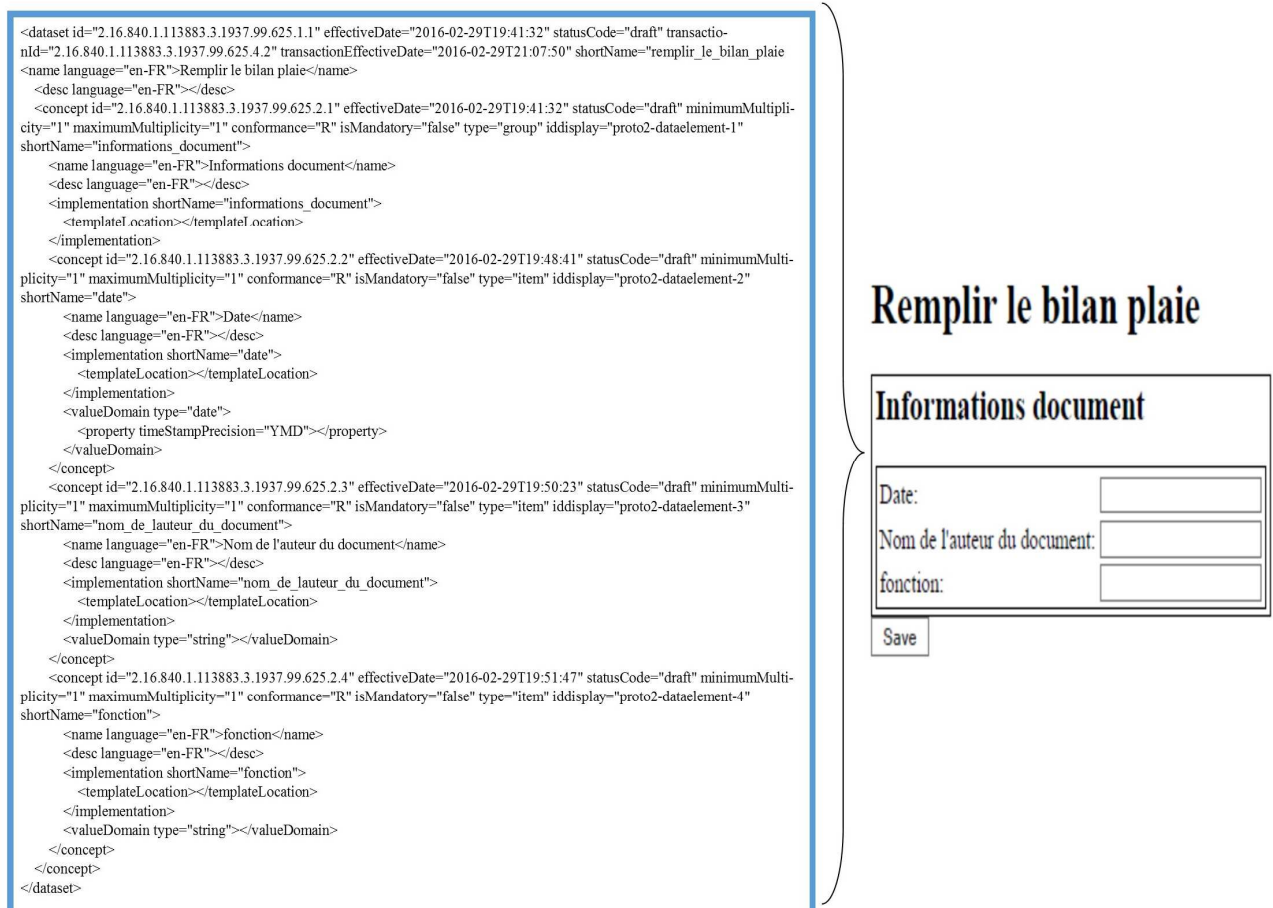 <dataset id="2.16.840.1.113883.3.1937.99.625.1.1" effectiveDate="2016-02-29T19:41:32" statusCode="draft" transactio-
nId="2.16.840.1.113883.3.1937.99.625.4.2" transactionEffectiveDate="2016-02-29T21:07:50" shortName="remplir_le_bilan_plaie
<name language="en-FR">Remplir le bilan plaie</name>
<desc language="en-FR"></desc>
<concept id="2.16.840.1.113883.3.1937.99.625.2.1" effectiveDate="2016-02-29T19:41:32" statusCode="draft" minimumMultipli-
city="1" maximumMultiplicity="1" conformance="R" isMandatory="false" type="group" iddisplay="proto2-dataelement-1"
shortName="informations_document">
<name language="en-FR">Informations document</name>
<desc language="en-FR"></desc>
<implementation shortName="informations_document">
<templateLocation></templateLocation>
</implementation>
<concept id="2.16.840.1.113883.3.1937.99.625.2.2" effectiveDate="2016-02-29T19:48:41" statusCode="draft" minimumMulti-
plicity="1" maximumMultiplicity="1" conformance="R" isMandatory="false" type="item" iddisplay="proto2-dataelement-2"
shortName="date">
<name language="en-FR">Date</name>
<desc language="en-FR"></desc>
<implementation shortName="date">
<templateLocation></templateLocation>
</implementation>
<valueDomain type="date">
<property timeStampPrecision="YMD"></property>
</valueDomain>
</concept>
<concept id="2.16.840.1.113883.3.1937.99.625.2.3" effectiveDate="2016-02-29T19:50:23" statusCode="draft" minimumMulti-
plicity="1" maximumMultiplicity="1" conformance="R" isMandatory="false" type="item" iddisplay="proto2-dataelement-3"
shortName="nom_de_lauteur_du_document">
<name language="en-FR">Nom de l'auteur du document</name>
<desc language="en-FR"></desc>
<implementation shortName="nom_de_lauteur_du_document">
<templateLocation></templateLocation>
</implementation>
<valueDomain type="string"></valueDomain>
</concept>
<concept id="2.16.840.1.113883.3.1937.99.625.2.4" effectiveDate="2016-02-29T19:51:47" statusCode="draft" minimumMulti-
plicity="1" maximumMultiplicity="1" conformance="R" isMandatory="false" type="item" iddisplay="proto2-dataelement-4"
shortName="fonction">
<name language="en-FR">fonction</name>
<desc language="en-FR"></desc>
<implementation shortName="fonction">
<templateLocation></templateLocation>
</implementation>
<valueDomain type="string"></valueDomain>
</concept>
</concept>
</dataset>
Remplir le bilan plaie
Informations document
Date:
Nom de l'auteur du document:
fonction:
Save